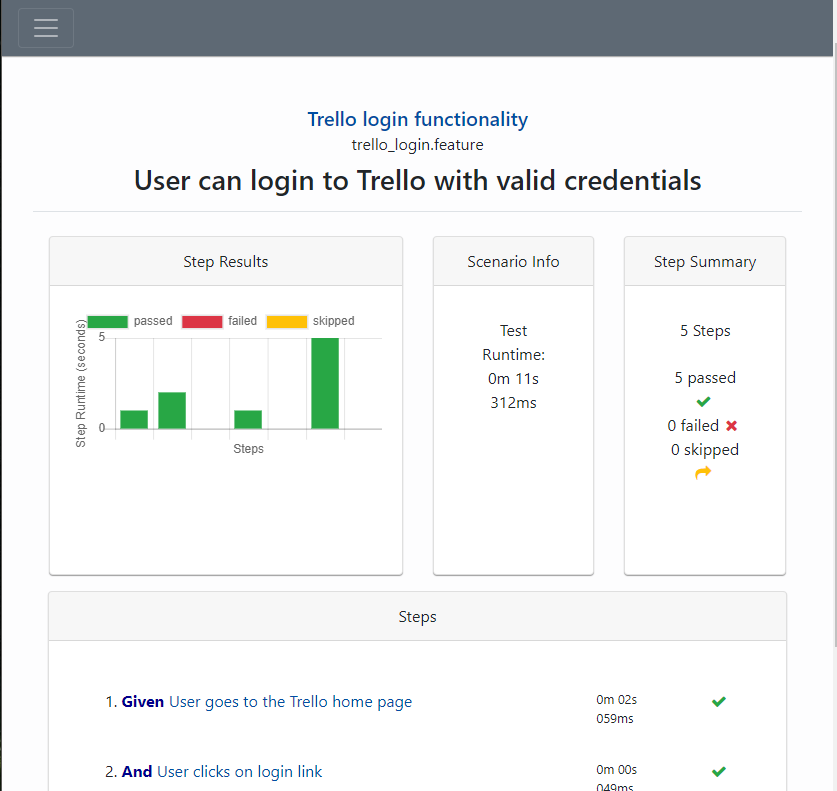 Trello login functionality
trello_login.feature
User can login to Trello with valid credentials
Step Results
passed failed skipped
Step Runtime (seconds)
5
0
Steps
Scenario Info
Test
Runtime:
0m 11s
312ms
Step Summary
5 Steps
5 passed
0 failed
0 skipped
Steps
1. Given User goes to the Trello home page
0m 02s
059ms
2. And User clicks on login link
0m 00s
049ms